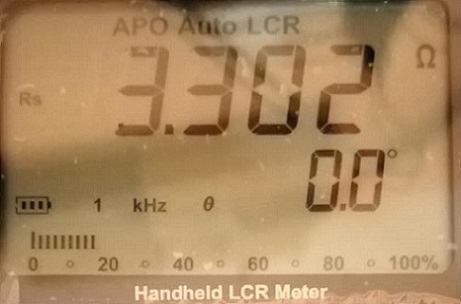 APO Auto LCR
Rs 3.302 Ω
0.0°
1 kHz θ
0 20 40 60 80 100%
Handheld LCR Meter